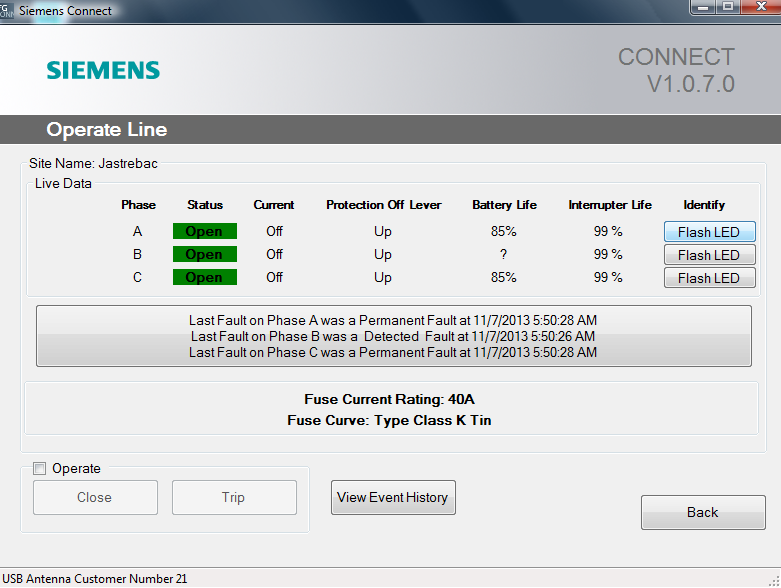 Siemens Connect
SIEMENS
CONNECT
V1.0.7.0
Operate Line
Site Name: Jastrebac
Live Data
Phase Status Current Protection Off Lever Battery Life Interrupter Life Identify
A Open Off Up 85% 99 % Flash LED
B Open Off Up ? 99 % Flash LED
C Open Off Up 85% 99 % Flash LED
Last Fault on Phase A was a Permanent Fault at 11/7/2013 5:50:28 AM
Last Fault on Phase B was a Detected Fault at 11/7/2013 5:50:26 AM
Last Fault on Phase C was a Permanent Fault at 11/7/2013 5:50:28 AM
Fuse Current Rating: 40A
Fuse Curve: Type Class K Tin
Operate
Close Trip View Event History
Back
USB Antenna Customer Number 21